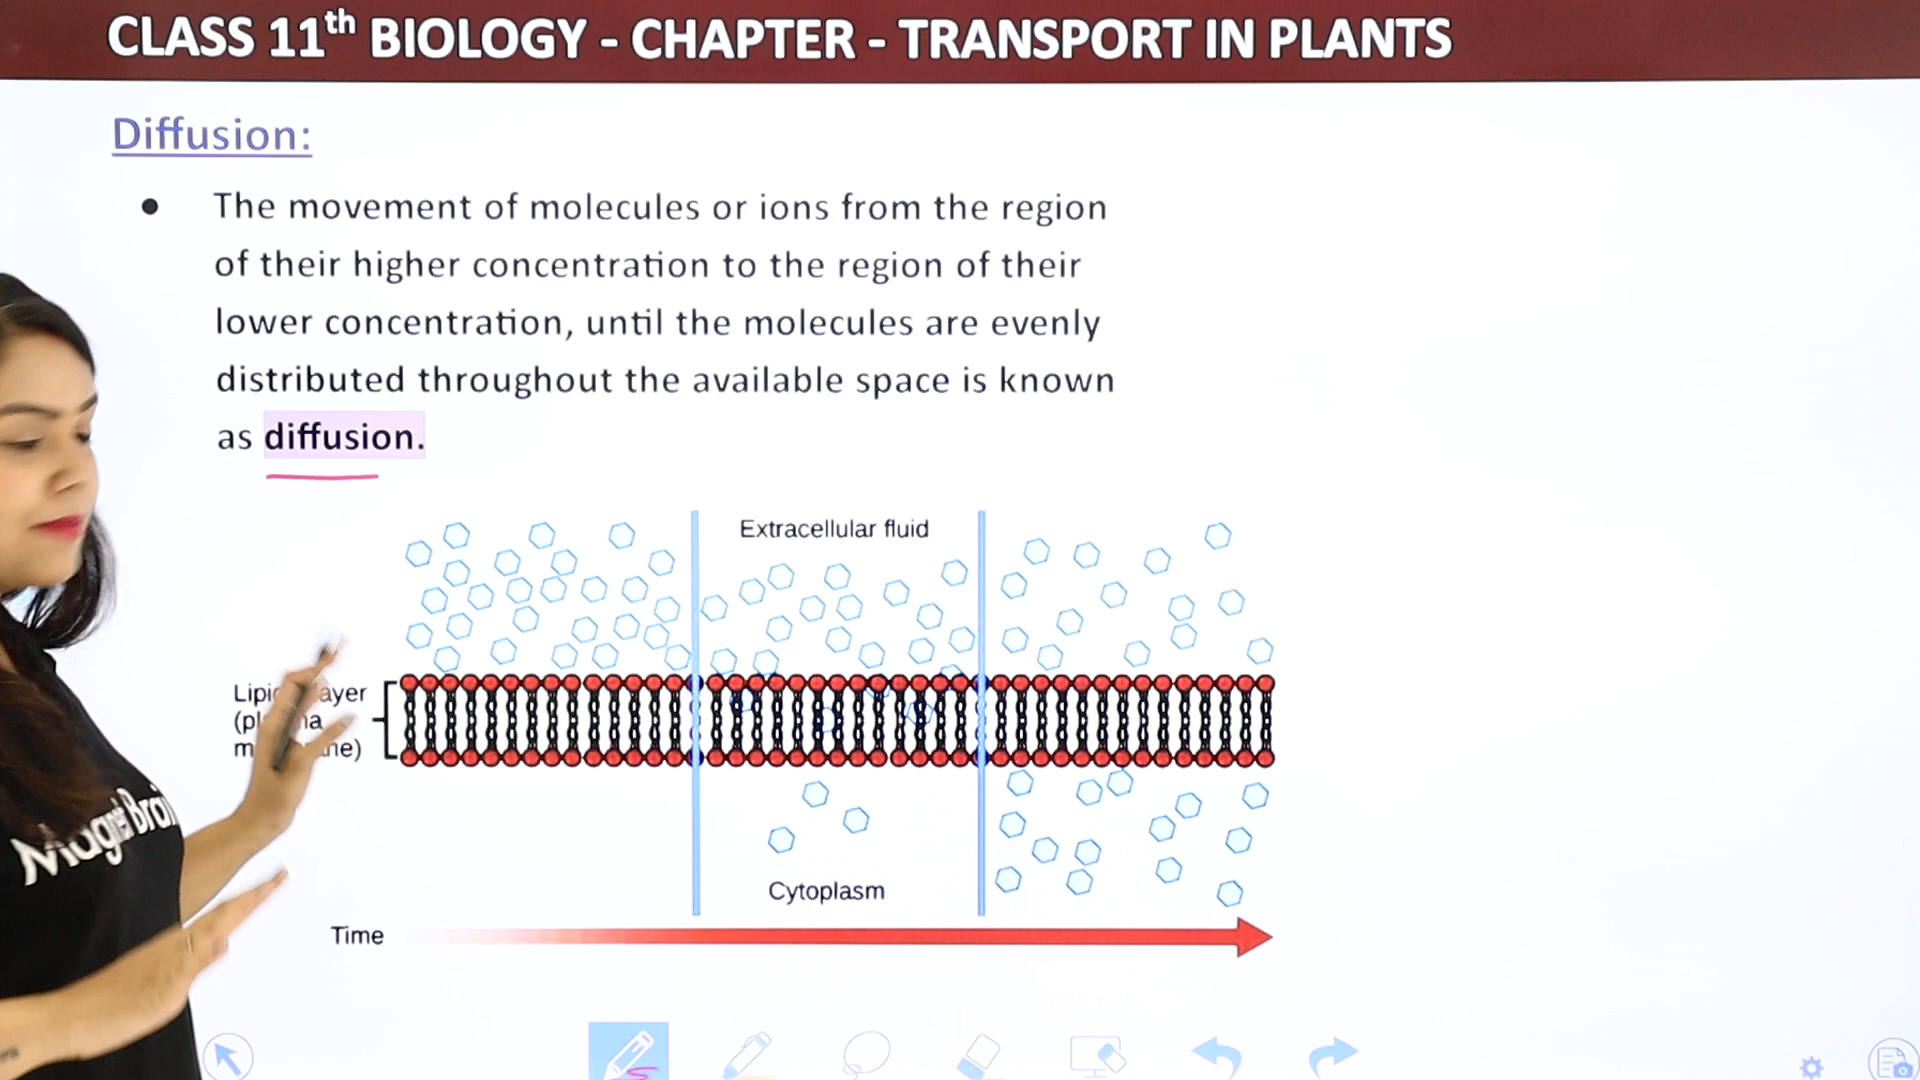 CLASS 11th BIOLOGY - CHAPTER - TRANSPORT IN PLANTS
Diffusion:
● The movement of molecules or ions from the region
of their higher concentration to the region of their
lower concentration, until the molecules are evenly
distributed throughout the available space is known
as diffusion.
Extracellular fluid
Cytoplasm
Time